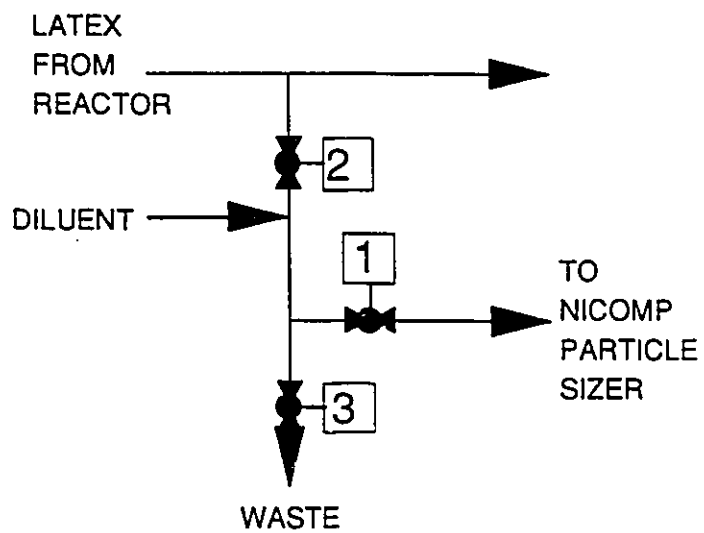 LATEX
FROM
REACTOR
2
DILUENT
1
TO
NICOMP
PARTICLE
SIZER
3
WASTE